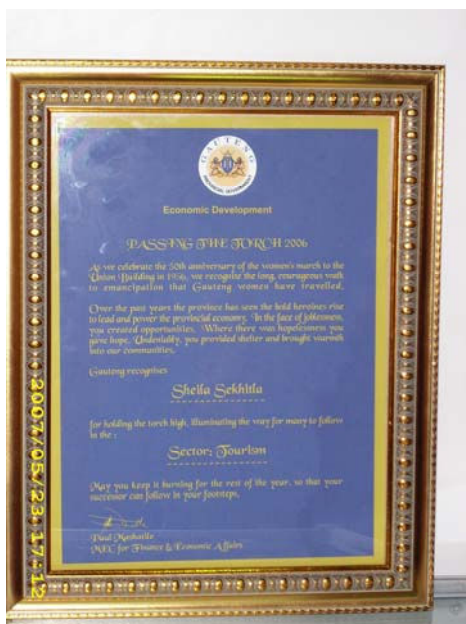 GAUTENG
PROVINCIAL GOVERNMENT
Economic Development
PASSING THE TORCH 2006
As we celebrate the 50th anniversary of the women's march to the
Union Building in 1956, we recognise the long, courageous walk
to emancipation that Gauteng women have travelled.
Over the past years the province has seen the bold heroines rise
to lead and power the provincial economy. In the face of joblessness,
you created opportunities. Where there was hopelessness you
gave hope. Undeniably, you provided shelter and brought warmth
into our communities.
Gauteng recognises
Sheila Sekhitla
for holding the torch high, illuminating the way for many to follow
in the :
Sector: Tourism
May you keep it burning for the rest of the year, so that your
successor can follow in your footsteps.
Paul Mashatile
MEC for Finance & Economic Affairs
2007/05/23 17:12